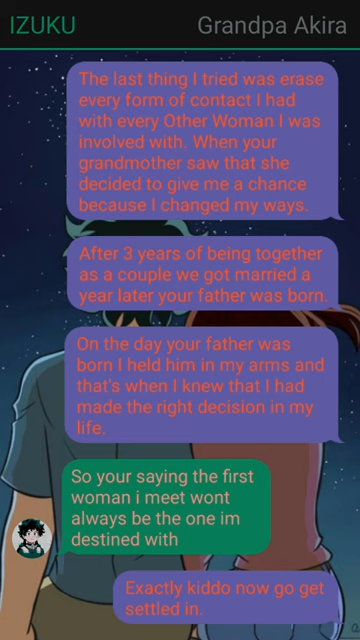 IZUKU
Grandpa Akira
The last thing I tried was erase
every form of contact I had
with every Other Woman I was
involved with. When your
grandmother saw that she
decided to give me a chance
because I changed my ways.
After 3 years of being together
as a couple we got married a
year later your father was born.
On the day your father was
born I held him in my arms and
that's when I knew that I had
made the right decision in my
life.
So your saying the first
woman i meet wont
always be the one im
destined with
Exactly kiddo now go get
settled in.